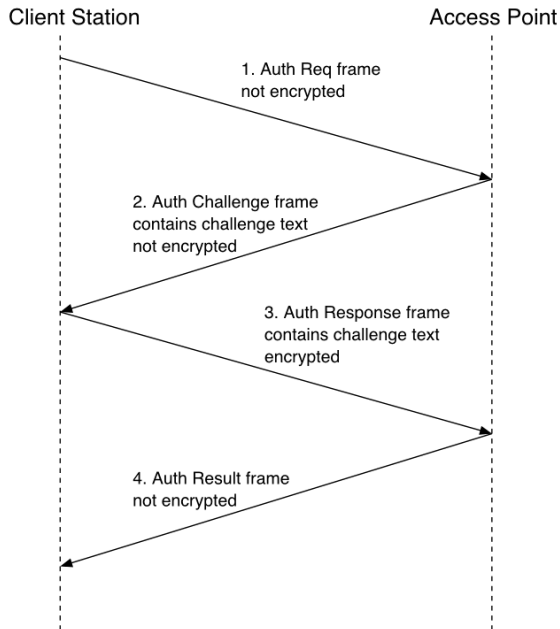 Client Station
Access Point
1. Auth Req frame
not encrypted
2. Auth Challenge frame
contains challenge text
not encrypted
3. Auth Response frame
contains challenge text
encrypted
4. Auth Result frame
not encrypted